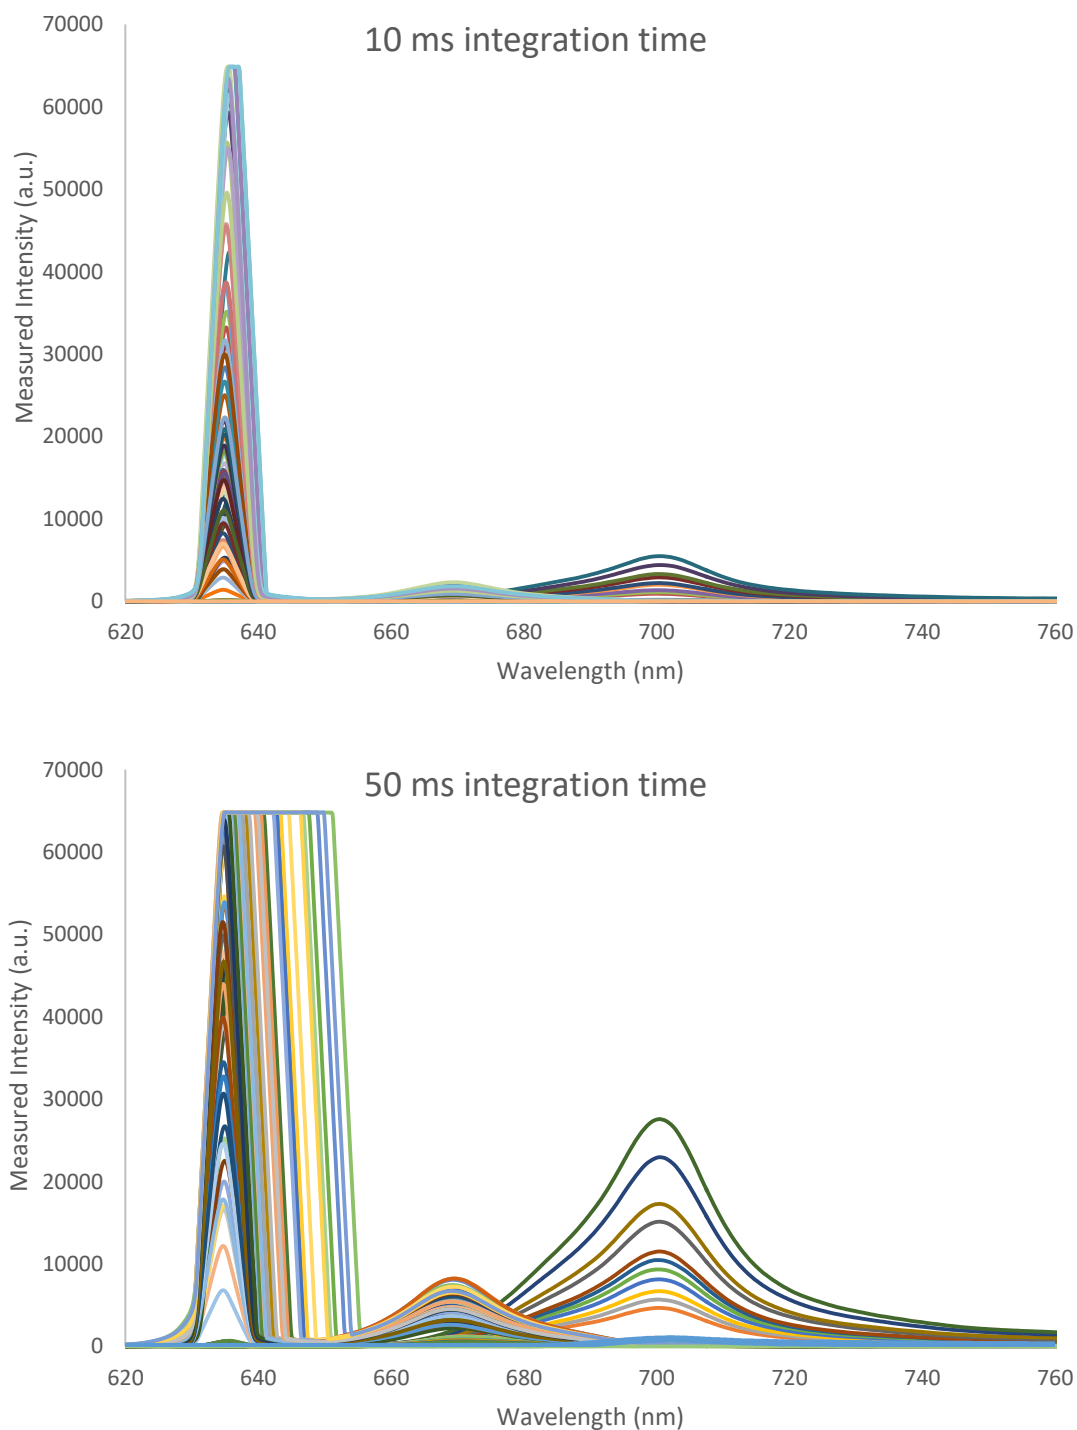 10 ms integration time
70000
60000
50000
40000
30000
20000
10000
0
Measured Intensity (a.u.)
620 640 660 680 700 720 740 760
Wavelength (nm)
50 ms integration time
70000
60000
50000
40000
30000
20000
10000
0
Measured Intensity (a.u.)
620 640 660 680 700 720 740 760
Wavelength (nm)